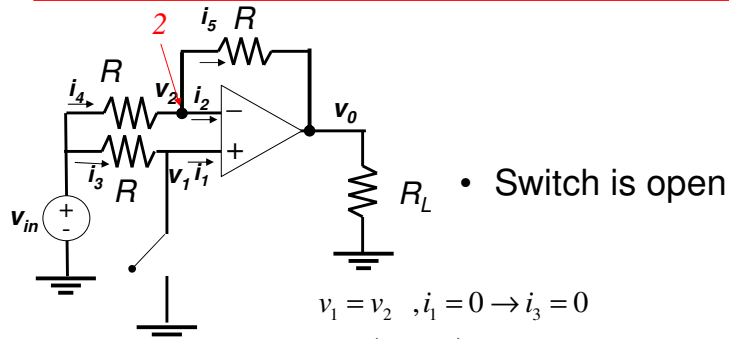 2
i5 R
R
i4 v2 i2 −
v0
+
i3 R v1 i1
RL
• Switch is open
vin + -
v₁ = v₂ , i₁ = 0 → i₃ = 0